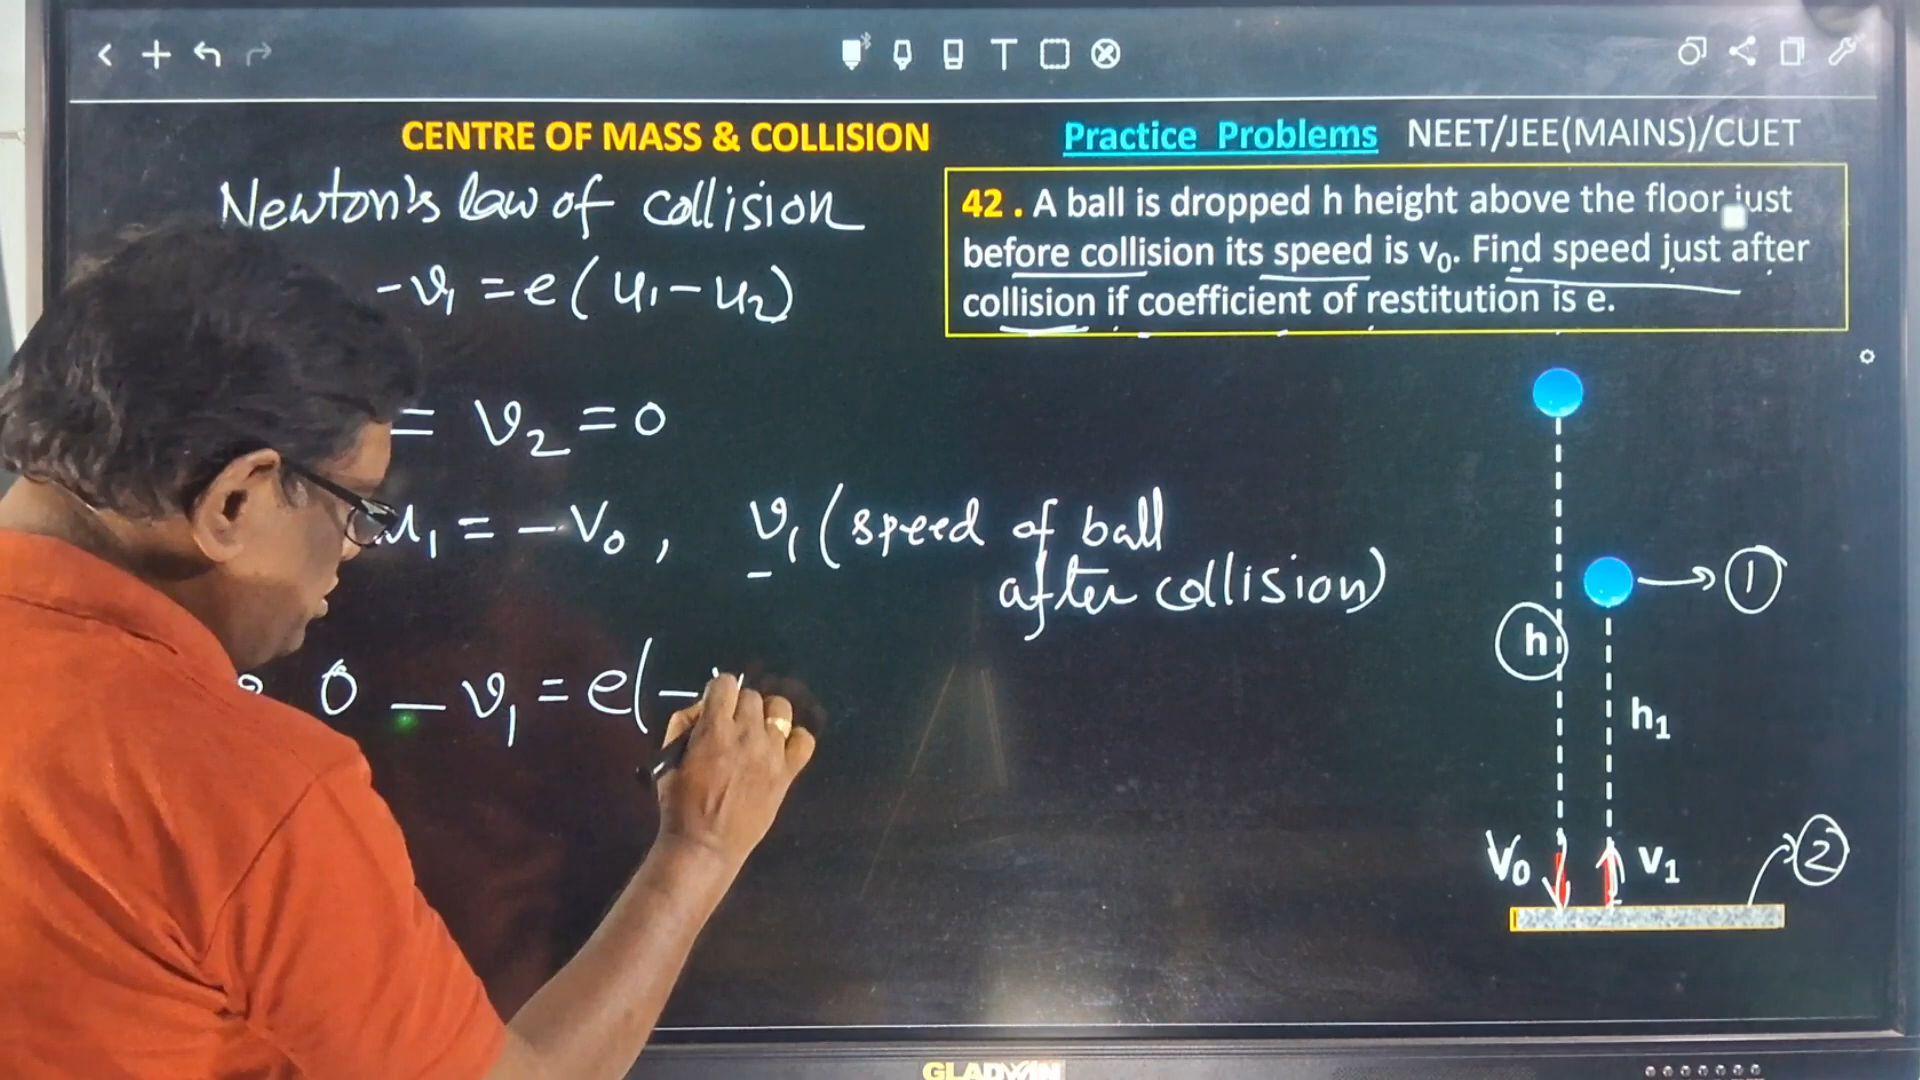 CENTRE OF MASS & COLLISION
Practice Problems NEET/JEE(MAINS)/CUET
Newton's law of collision
-v₁ = e(u₁-u₂)
= v₂ = 0
u₁ = -v₀, v₁ (speed of ball
after collision)
0 - v₁ = e(-
42. A ball is dropped h height above the floor just
before collision its speed is v₀. Find speed just after
collision if coefficient of restitution is e.
1
h
h₁
V₀
v₁
2
GLADWIN